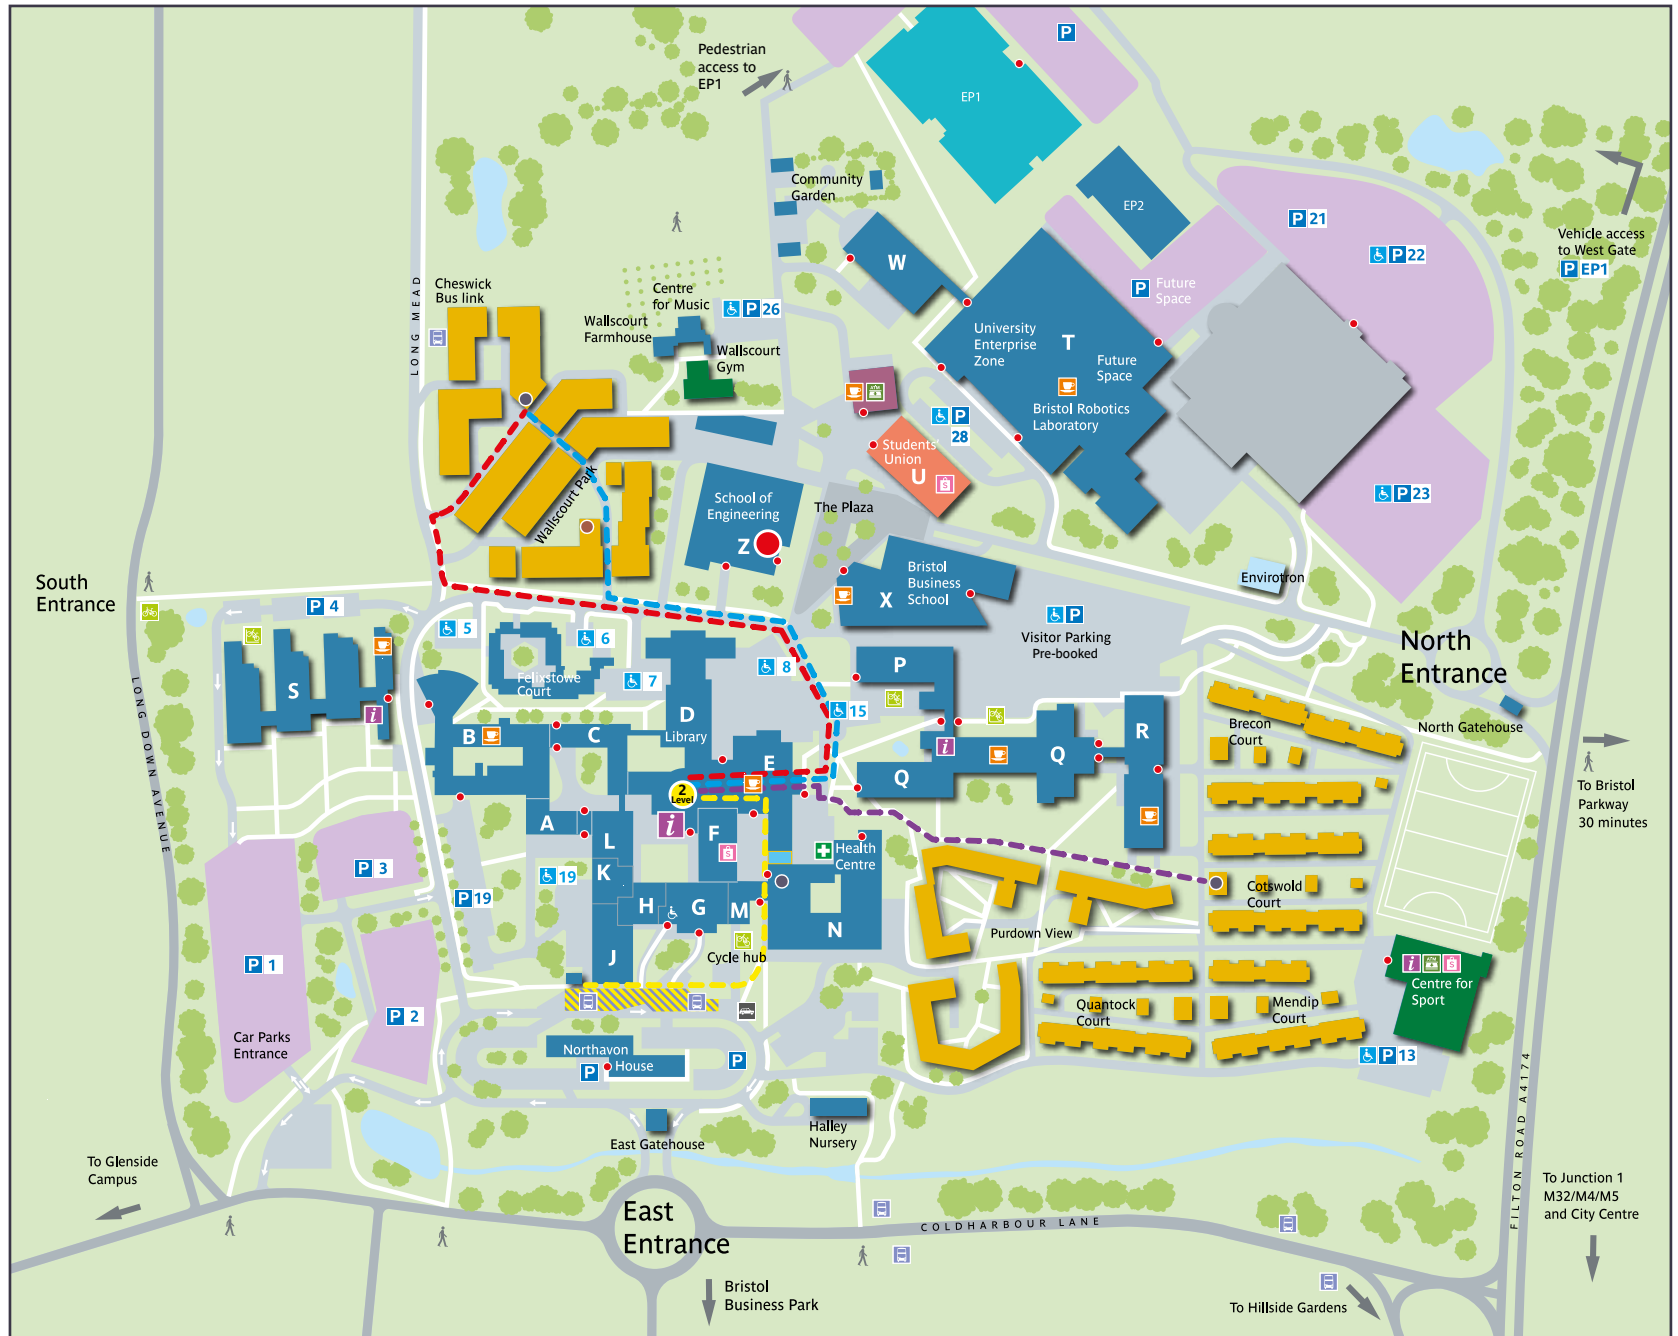 Pedestrian
access to
EP1
P
EP1
Community
Garden
EP2
P 21
P 22
Vehicle access
to West Gate
P EP1
W
P Future
Space
Cheswick
Bus link
LONG MEAD
Centre
for Music
Wallscourt
Farmhouse
P 26
Wallscourt
Gym
University
Enterprise
Zone
T
Future
Space
Bristol Robotics
Laboratory
ATM
P
28
Students'
Union
U
P 23
Wallscourt Park
School of
Engineering
Z
The Plaza
Bristol
Business
School
X
Envirotron
P
Visitor Parking
Pre-booked
South
Entrance
P 4
5
6
7
8
15
North
Entrance
North Gatehouse
S
i
Felixstowe
Court
P
D
Library
B
C
E
Q
i
Q
R
Brecon
Court
LONG DOWN AVENUE
To Bristol
Parkway
30 minutes
2
Level
A
L
i
F
Health
Centre
K
19
P 3
P 19
H
G
M
N
J
Cycle hub
Cotswold
Court
Purdown View
P 1
P 2
Car Parks
Entrance
Quantock
Court
Mendip
Court
i
ATM
Centre for
Sport
P 13
Northavon
House
P
P
East Gatehouse
Halley
Nursery
FILTON ROAD A4174
To Glenside
Campus
East
Entrance
COLDHARBOUR LANE
To Junction 1
M32/M4/M5
and City Centre
Bristol
Business Park
To Hillside Gardens